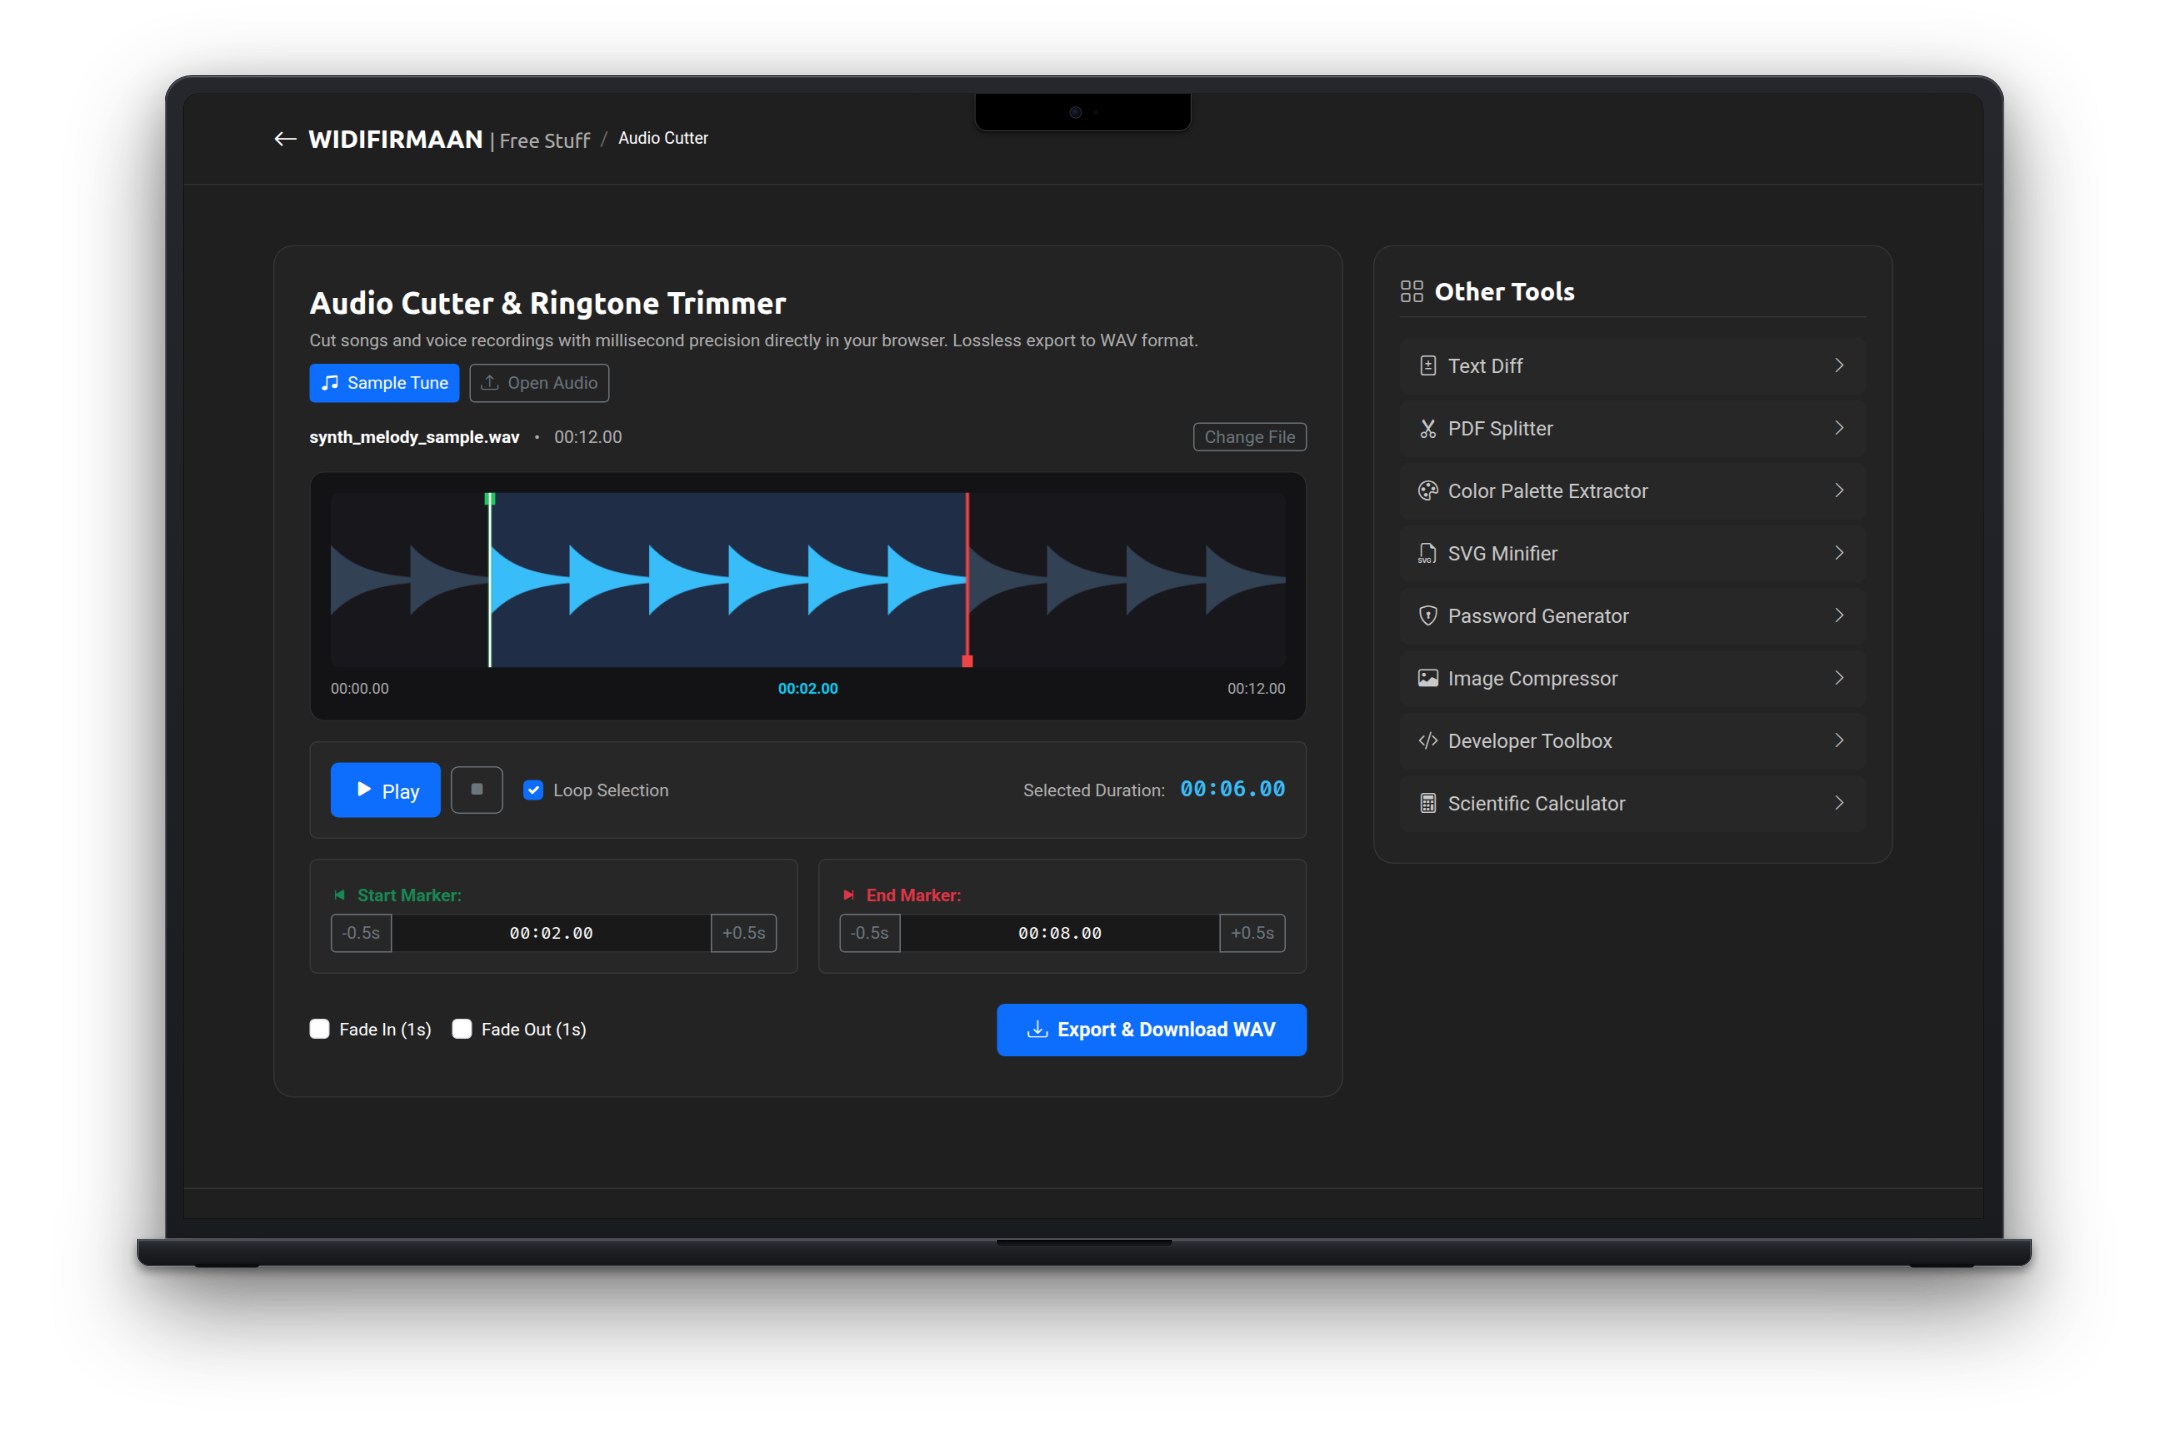 WIDIFIRMAAN | Free Stuff / Audio Cutter
Audio Cutter & Ringtone Trimmer
Cut songs and voice recordings with millisecond precision directly in your browser. Lossless export to WAV format.
Sample Tune
Open Audio
synth_melody_sample.wav • 00:12.00
Change File
00:00.00
00:02.00
00:12.00
Play
Loop Selection
Selected Duration: 00:06.00
Start Marker:
-0.5s
00:02.00
+0.5s
End Marker:
-0.5s
00:08.00
+0.5s
Fade In (1s)
Fade Out (1s)
Export & Download WAV
Other Tools
Text Diff
PDF Splitter
Color Palette Extractor
SVG Minifier
Password Generator
Image Compressor
Developer Toolbox
Scientific Calculator